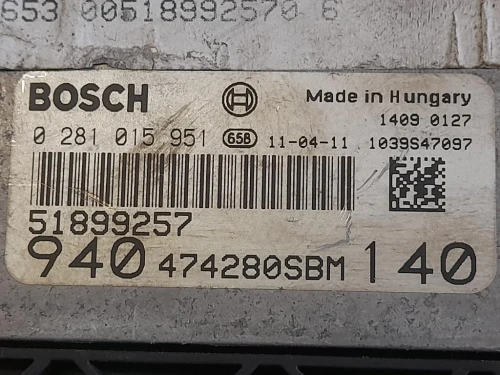 653 00518992570 6
BOSCH
Made in Hungary
1409 0127
0 281 015 951 65B 11-04-11 1039S47097
51899257
940 474280SBM 140